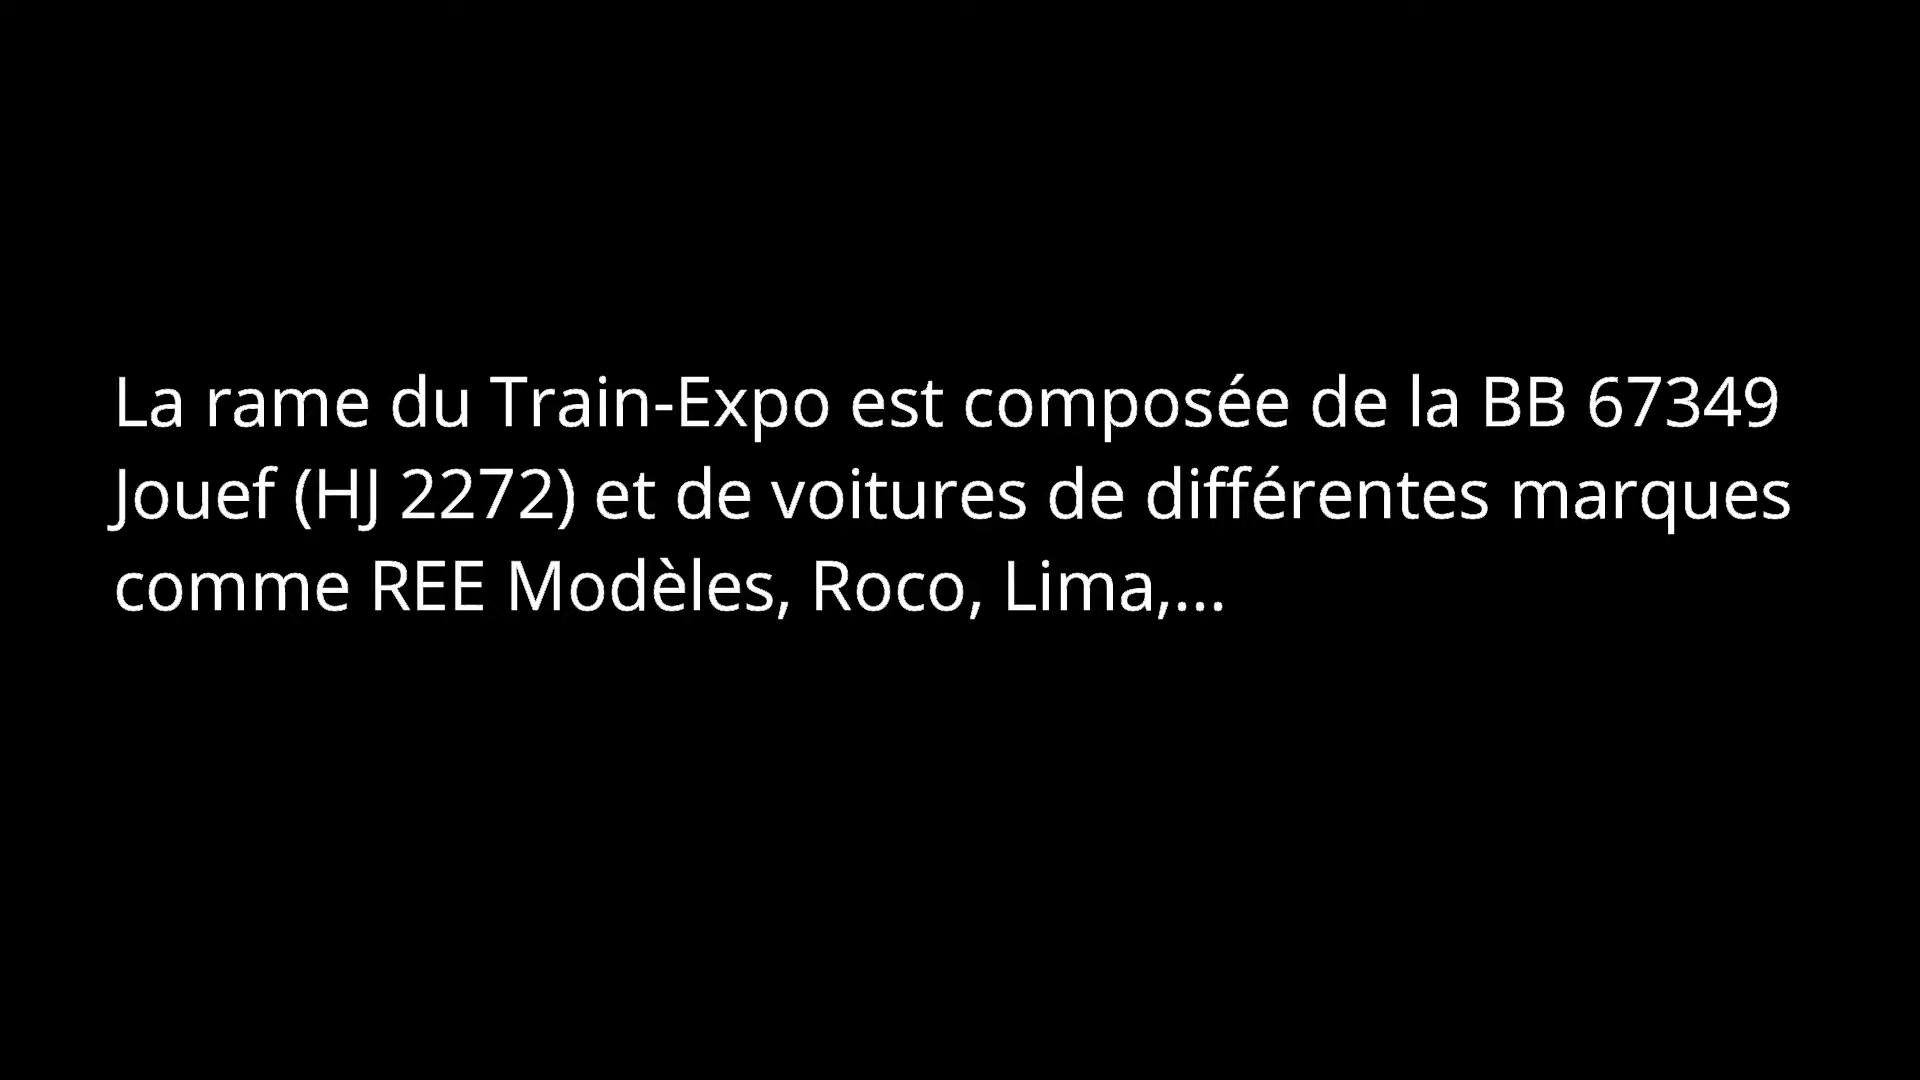 La rame du Train-Expo est composée de la BB 67349
Jouef (HJ 2272) et de voitures de différentes marques
comme REE Modèles, Roco, Lima,...